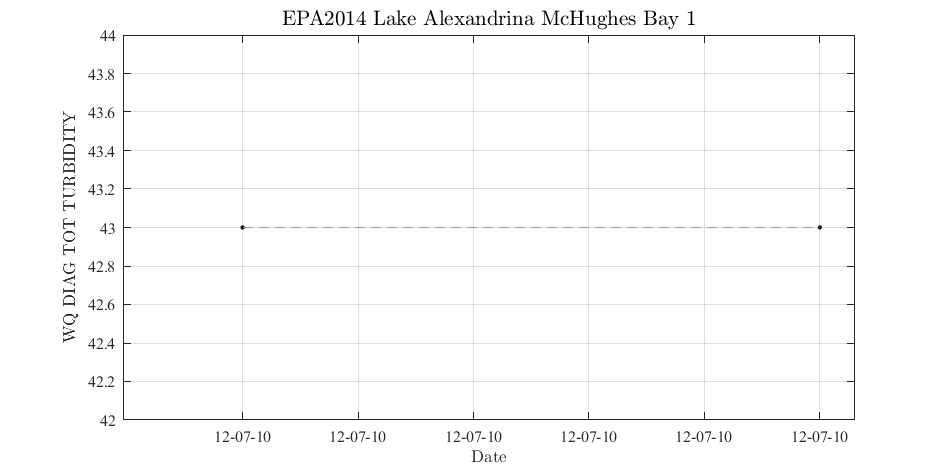 EPA2014 Lake Alexandrina McHughes Bay 1
44
43.8
43.6
43.4
43.2
43
42.8
42.6
42.4
42.2
42
WQ DIAG TOT TURBIDITY
12-07-10 12-07-10 12-07-10 12-07-10 12-07-10 12-07-10
Date